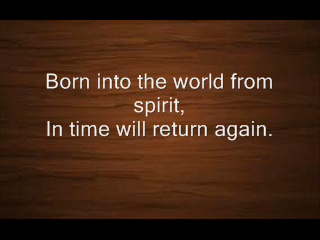 Born into the world from
spirit,
In time will return again.